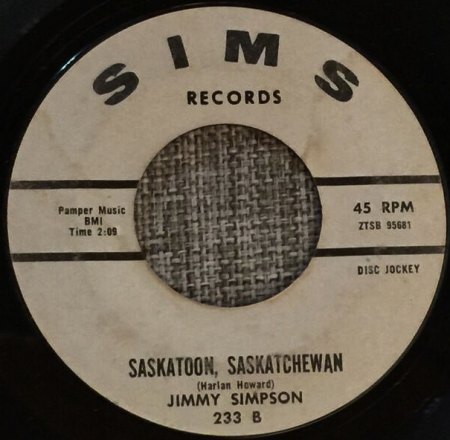 SIMS
RECORDS
Pamper Music
BMI
Time 2:09
45 RPM
ZTSB 95681
DISC JOCKEY
SASKATOON, SASKATCHEWAN
(Harlan Howard)
JIMMY SIMPSON
233 B